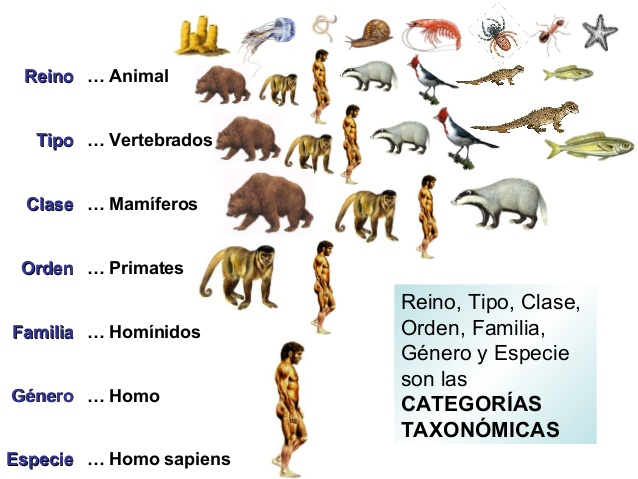 Reino … Animal
Tipo … Vertebrados
Clase … Mamíferos
Orden … Primates
Familia … Homínidos
Género … Homo
Especie … Homo sapiens
Reino, Tipo, Clase,
Orden, Familia,
Género y Especie
son las
CATEGORÍAS
TAXONÓMICAS